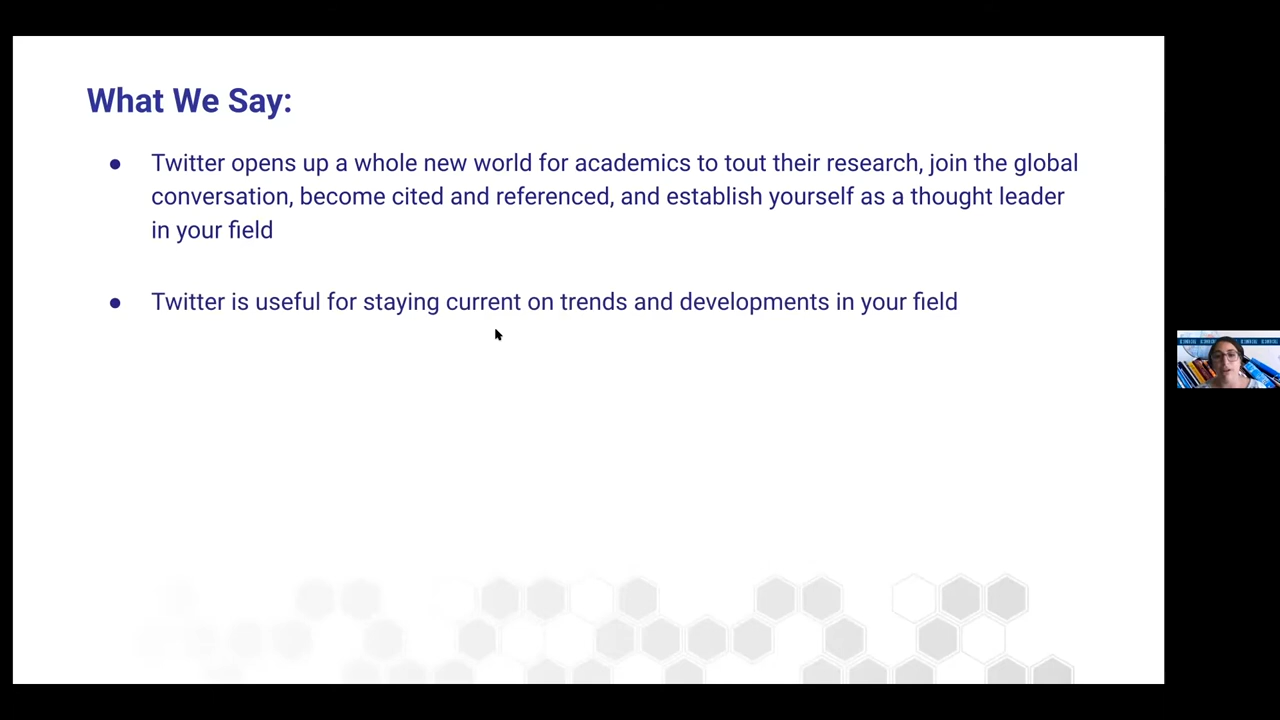 What We Say:
● Twitter opens up a whole new world for academics to tout their research, join the global
conversation, become cited and referenced, and establish yourself as a thought leader
in your field
● Twitter is useful for staying current on trends and developments in your field